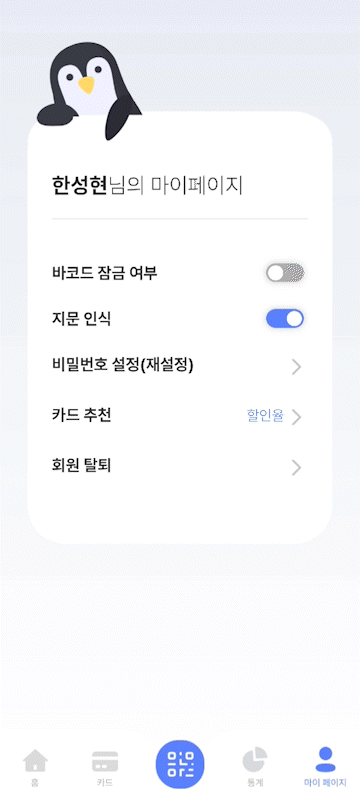 한성현님의 마이페이지
바코드 잠금 여부
지문 인식
비밀번호 설정(재설정)
카드 추천 할인율
회원 탈퇴
홈 카드 통계 마이 페이지